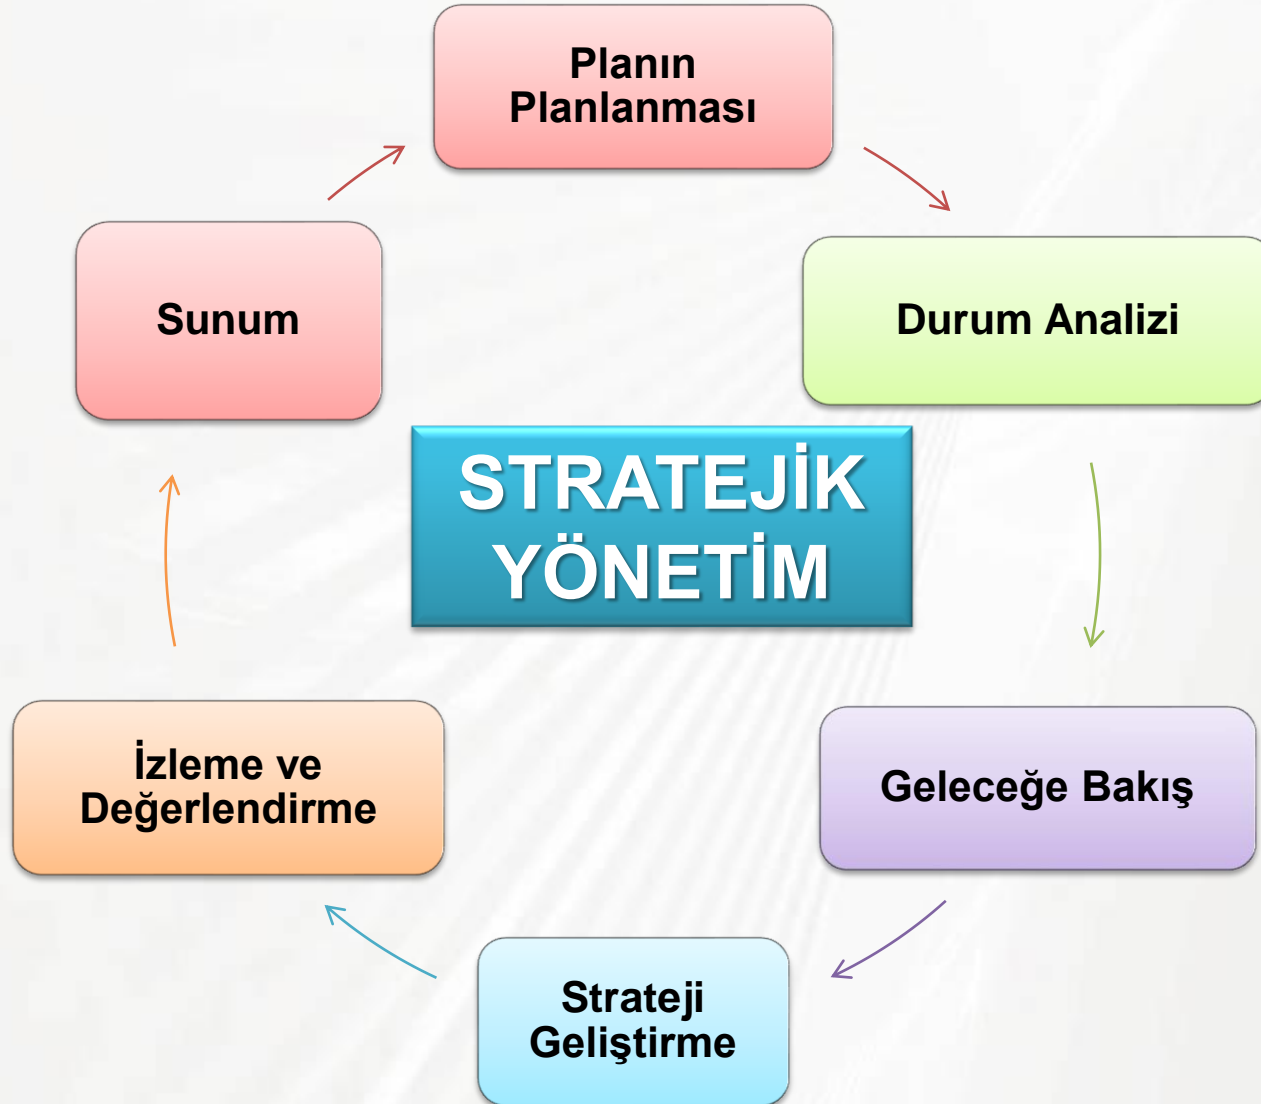 Planın
Planlanması
Sunum
Durum Analizi
STRATEJİK
YÖNETİM
İzleme ve
Değerlendirme
Geleceğe Bakış
Strateji
Geliştirme